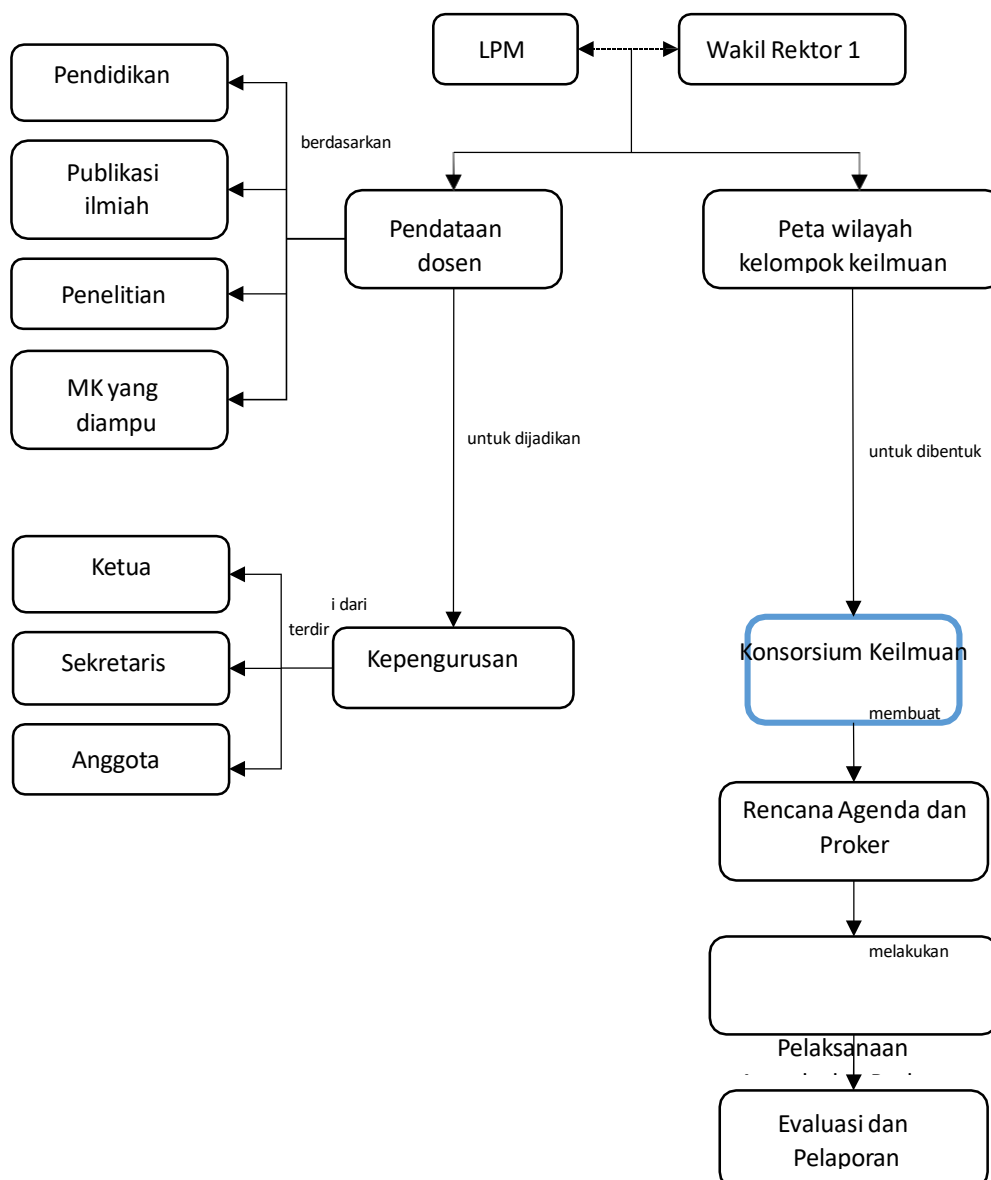 LPM
Wakil Rektor 1
Pendidikan
berdasarkan
Publikasi
ilmiah
Pendataan
dosen
Peta wilayah
kelompok keilmuan
Penelitian
MK yang
diampu
untuk dijadikan
untuk dibentuk
Ketua
i dari
terdir
Sekretaris
Kepengurusan
Konsorsium Keilmuan
membuat
Anggota
Rencana Agenda dan
Proker
melakukan
Pelaksanaan
Evaluasi dan
Pelaporan